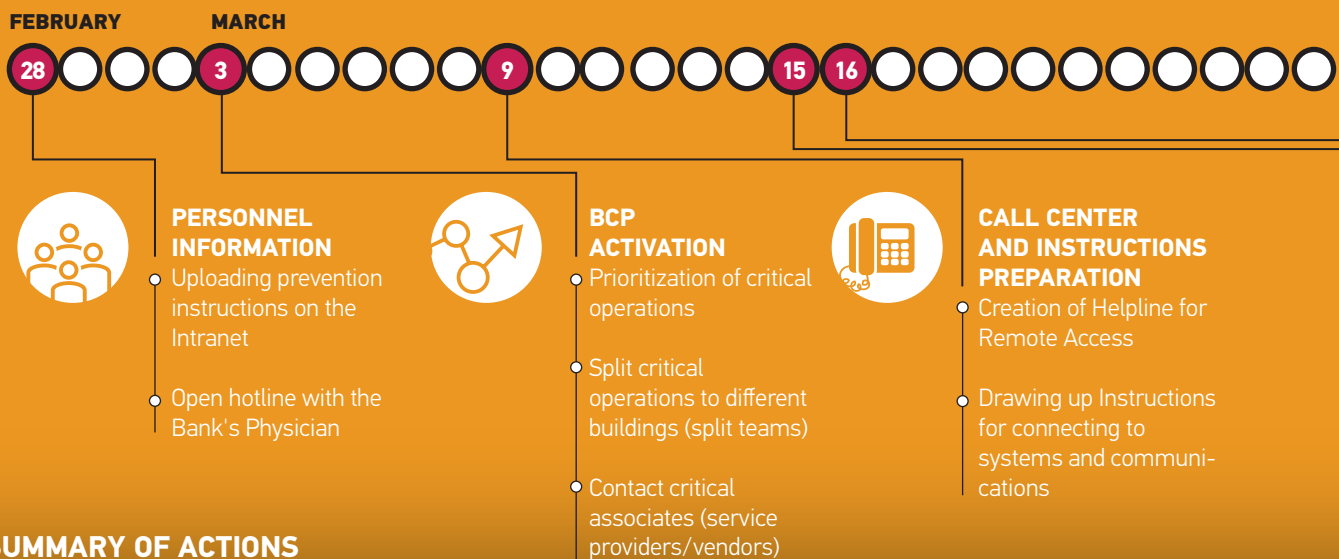 FEBRUARY
MARCH
28
3
9
15
16
PERSONNEL
INFORMATION
Uploading prevention
instructions on the
Intranet
Open hotline with the
Bank's Physician
BCP
ACTIVATION
Prioritization of critical
operations
Split critical
operations to different
buildings (split teams)
Contact critical
associates (service
providers/vendors)
CALL CENTER
AND INSTRUCTIONS
PREPARATION
Creation of Helpline for
Remote Access
Drawing up Instructions
for connecting to
systems and communi-
cations
SUMMARY OF ACTIONS